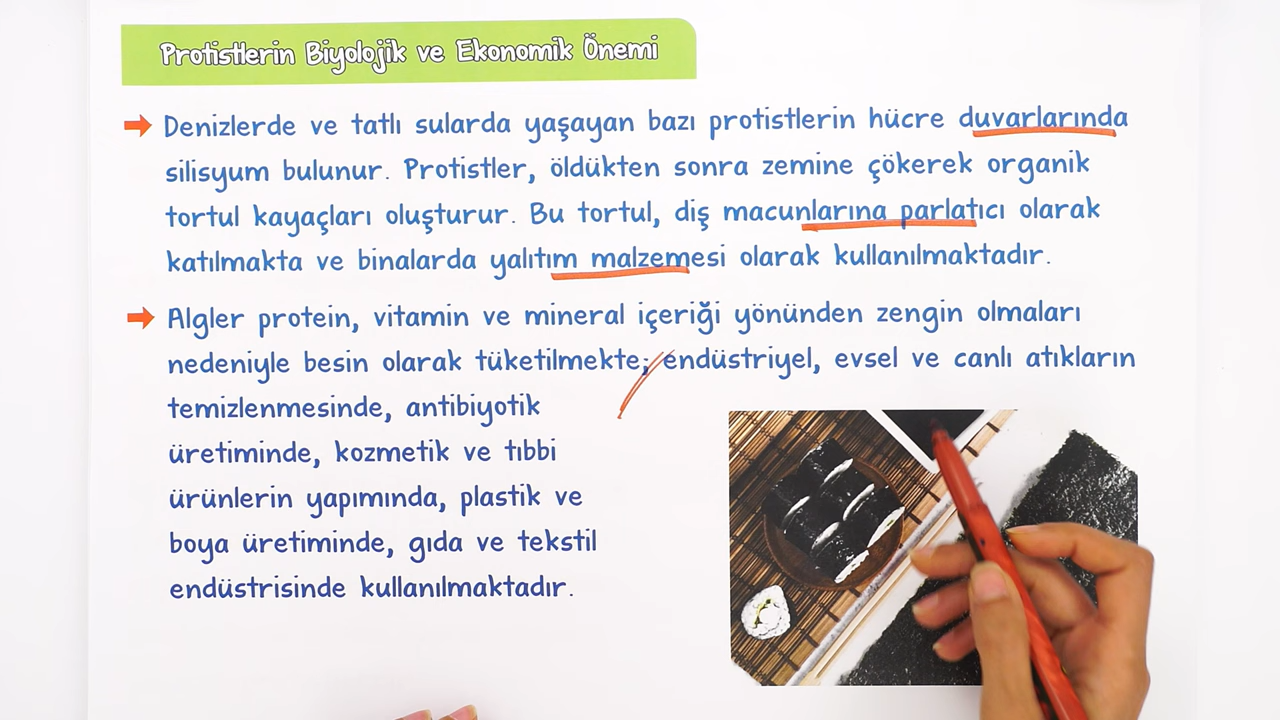 Protistlerin Biyolojik ve Ekonomik Önemi
Denizlerde ve tatlı sularda yaşayan bazı protistlerin hücre duvarlarında
silisyum bulunur. Protistler, öldükten sonra zemine çökerek organik
tortul kayaçları oluşturur. Bu tortul, diş macunlarına parlatıcı olarak
katılmakta ve binalarda yalıtım malzemesi olarak kullanılmaktadır.
Algler protein, vitamin ve mineral içeriği yönünden zengin olmaları
nedeniyle besin olarak tüketilmekte; endüstriyel, evsel ve canlı atıkların
temizlenmesinde, antibiyotik
üretiminde, kozmetik ve tıbbi
ürünlerin yapımında, plastik ve
boya üretiminde, gıda ve tekstil
endüstrisinde kullanılmaktadır.